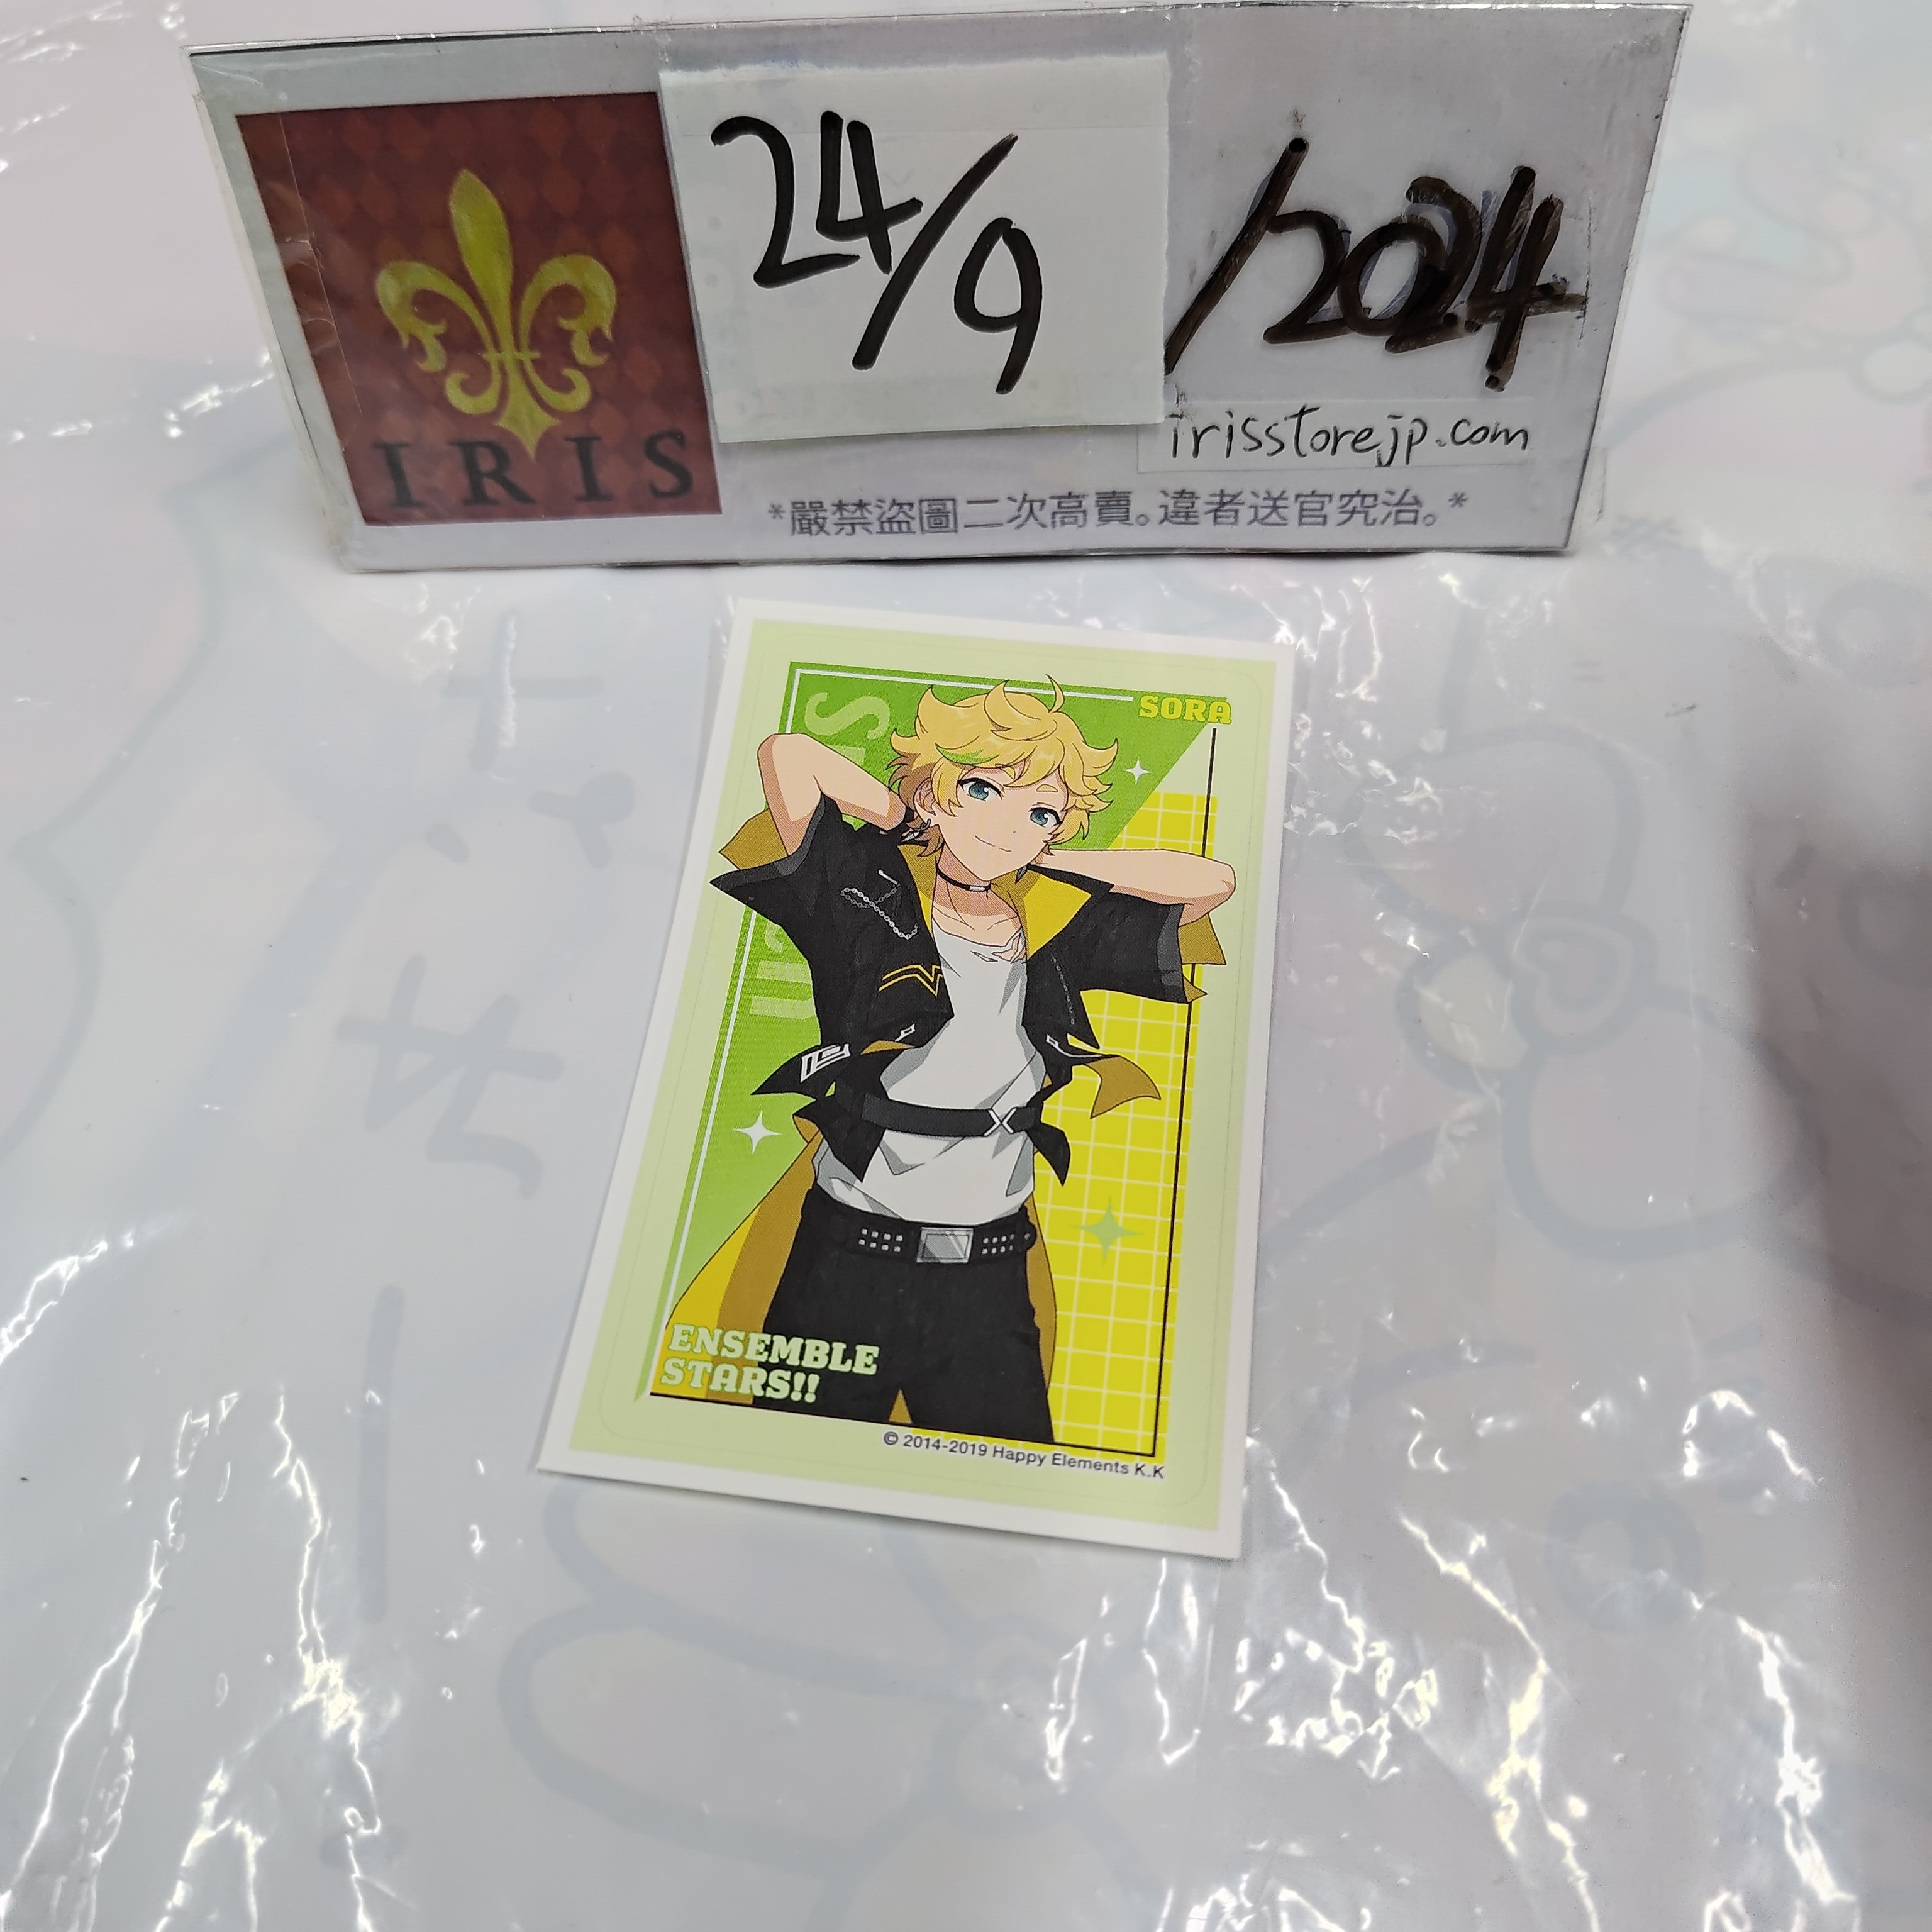 IRIS
24/9
/2024
irisstorejp.com
*嚴禁盜圖二次高賣。違者送官究治。*
SORA
ENSEMBLE
STARS!!
© 2014-2019 Happy Elements K.K